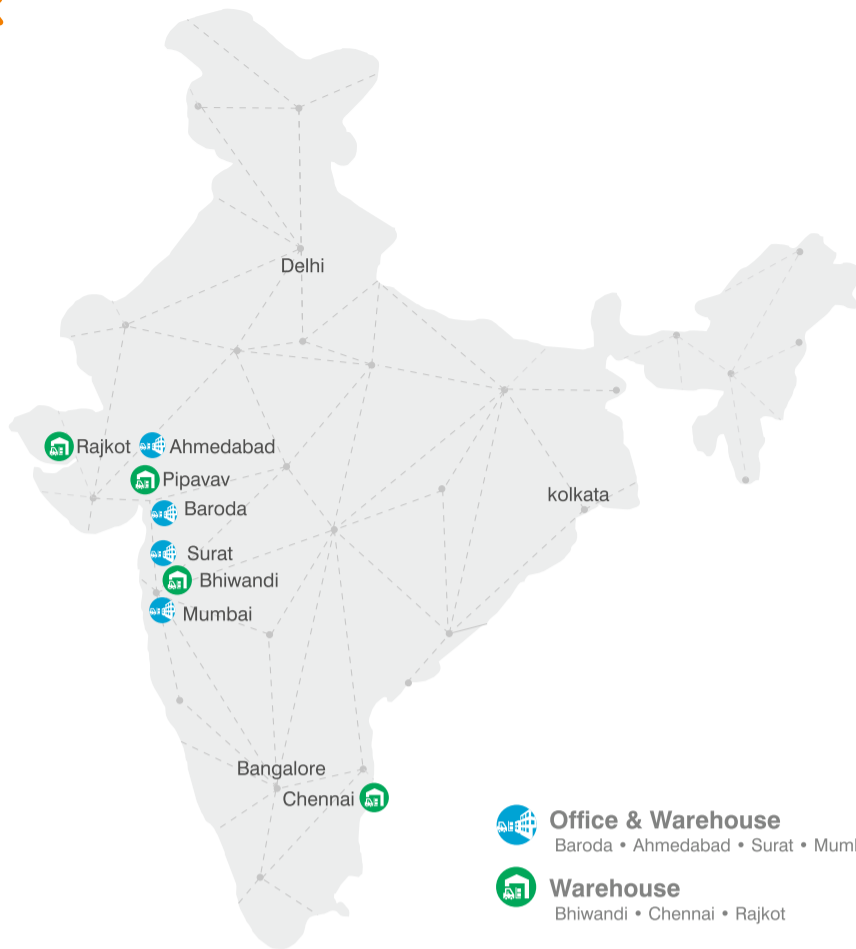 Delhi
Rajkot
Ahmedabad
Pipavav
Baroda
kolkata
Surat
Bhiwandi
Mumbai
Bangalore
Chennai
Office & Warehouse
Baroda • Ahmedabad • Surat •
Warehouse
Bhiwandi • Chennai • Rajkot